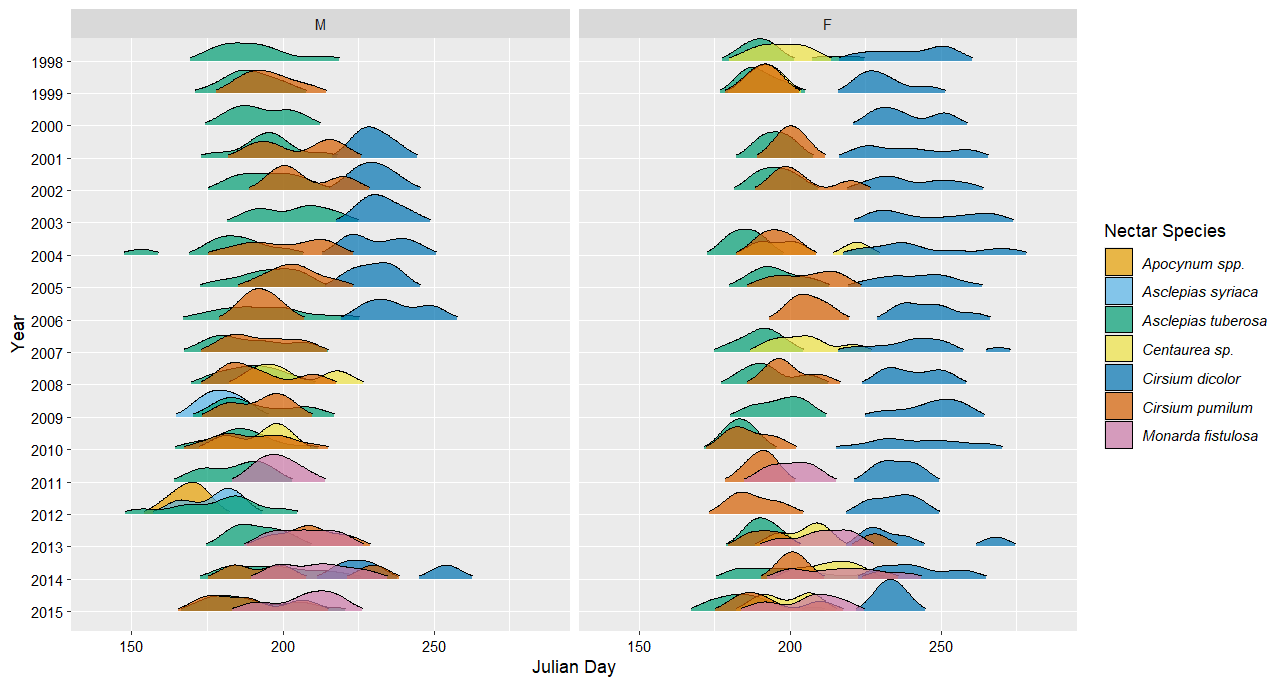 M F
1998
1999
2000
2001
2002
2003
2004
2005
2006
2007
2008
2009
2010
2011
2012
2013
2014
2015
Year
150 200 250 150 200 250
Julian Day
Nectar Species
Apocynum spp.
Asclepias syriaca
Asclepias tuberosa
Centaurea sp.
Cirsium dicolor
Cirsium pumilum
Monarda fistulosa